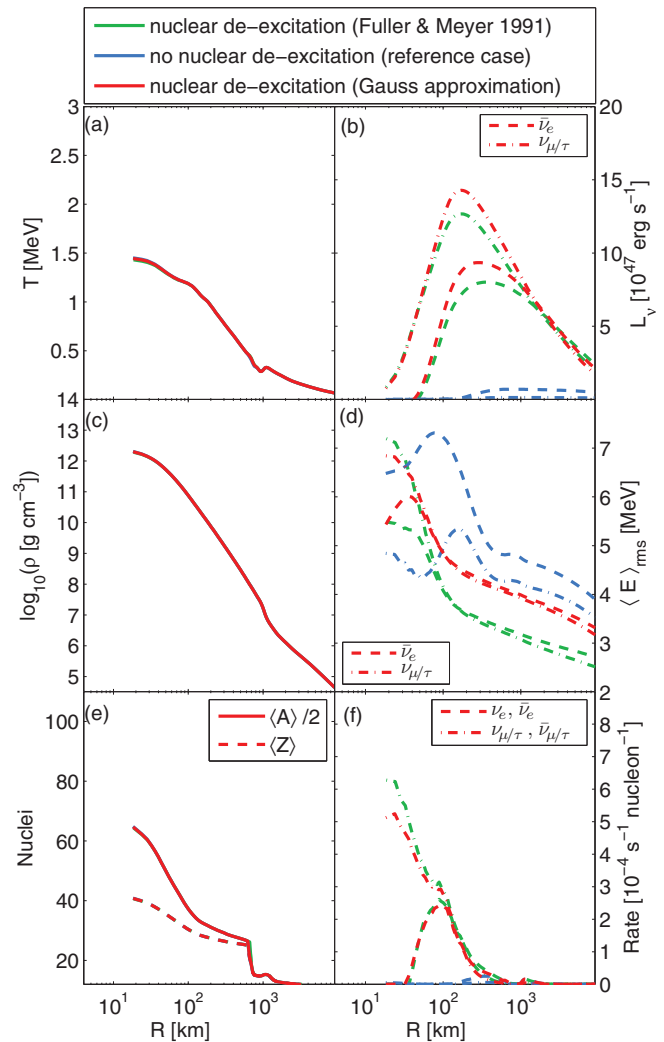 nuclear de-excitation (Fuller & Meyer 1991)
no nuclear de-excitation (reference case)
nuclear de-excitation (Gauss approximation)
(a)
3
2.5
2
1.5
1
0.5
T [MeV]
(b)
ν̄e
νμ/τ
20
15
10
5
Lν [10^47 erg s^−1]
(c)
14
13
12
11
10
9
8
7
6
5
log10(ρ [g cm^−3])
(d)
ν̄e
νμ/τ
7
6
5
4
3
2
⟨ E ⟩rms [MeV]
(e)
⟨A⟩ /2
⟨Z⟩
100
80
60
40
20
Nuclei
10^1
10^2
10^3
R [km]
(f)
νe, ν̄e
νμ/τ , ν̄μ/τ
8
7
6
5
4
3
2
1
0
Rate [10^−4 s^−1 nucleon^−1]
10^1
10^2
10^3
R [km]